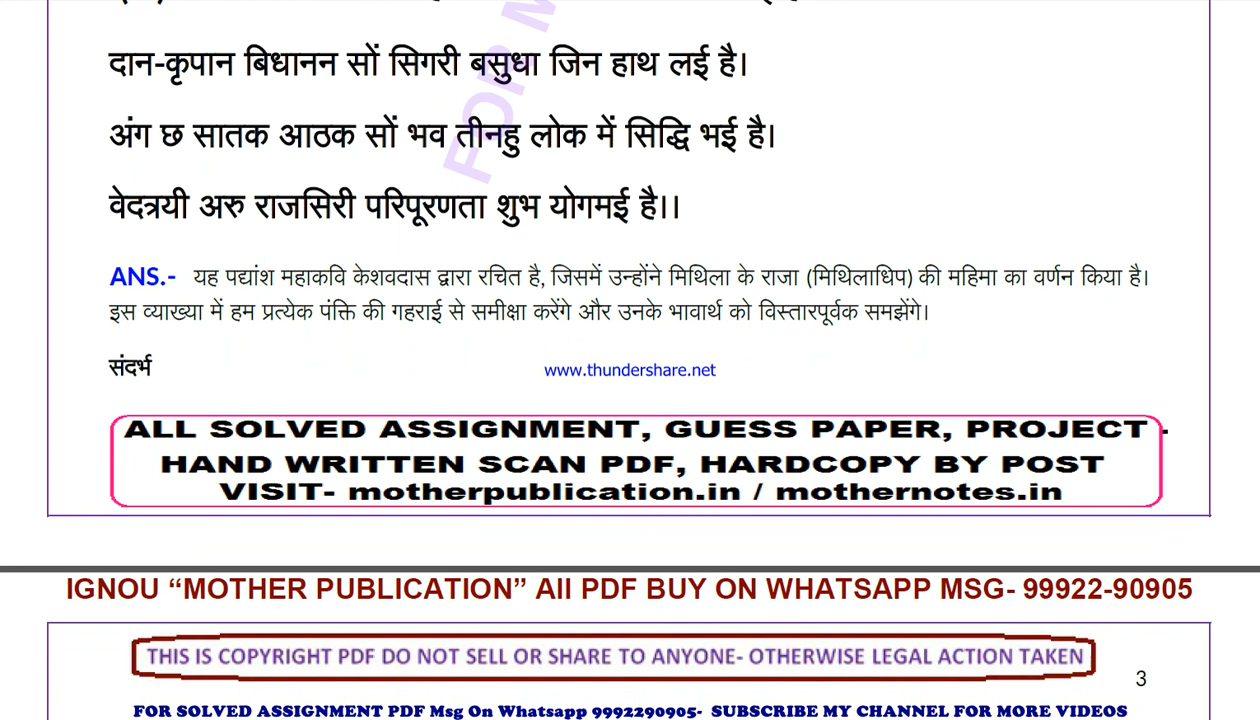 दान-कृपान बिधानन सों सिगरी बसुधा जिन हाथ लई है।
अंग छ सातक आठक सों भव तीनहु लोक में सिद्धि भई है।
वेदत्रयी अरु राजसिरी परिपूरणता शुभ योगमई है।।
ANS.- यह पद्यांश महाकवि केशवदास द्वारा रचित है, जिसमें उन्होंने मिथिला के राजा (मिथिलाधिप) की महिमा का वर्णन किया है।
इस व्याख्या में हम प्रत्येक पंक्ति की गहराई से समीक्षा करेंगे और उनके भावार्थ को विस्तारपूर्वक समझेंगे।
संदर्भ
www.thundershare.net
ALL SOLVED ASSIGNMENT, GUESS PAPER, PROJECT -
HAND WRITTEN SCAN PDF, HARDCOPY BY POST
VISIT- motherpublication.in / mothernotes.in
IGNOU “MOTHER PUBLICATION” All PDF BUY ON WHATSAPP MSG- 99922-90905
THIS IS COPYRIGHT PDF DO NOT SELL OR SHARE TO ANYONE- OTHERWISE LEGAL ACTION TAKEN
3
FOR SOLVED ASSIGNMENT PDF Msg On Whatsapp 9992290905- SUBSCRIBE MY CHANNEL FOR MORE VIDEOS
FOR M